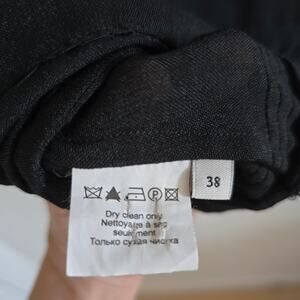 38
Dry clean only
Nettoyage à sec
seulement
Только сухая чистка